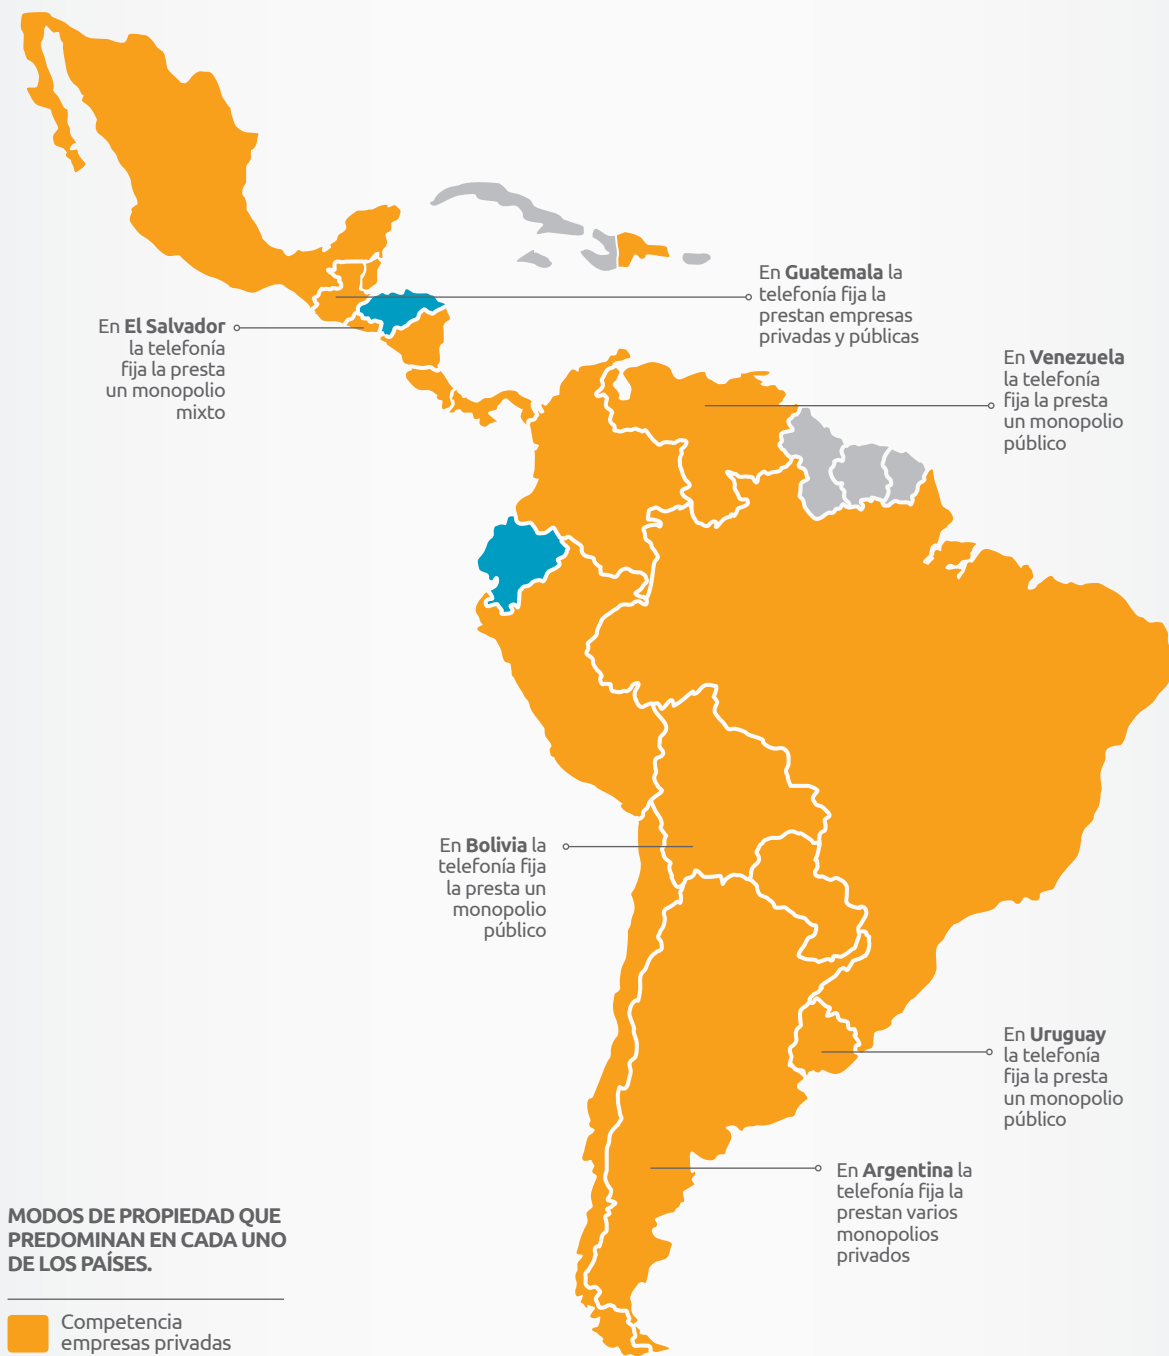 En Guatemala la
telefonía fija la
prestan empresas
privadas y públicas
En El Salvador
la telefonía
fija la presta
un monopolio
mixto
En Venezuela
la telefonía
fija la presta
un monopolio
público
En Bolivia la
telefonía fija
la presta un
monopolio
público
En Uruguay
la telefonía
fija la presta
un monopolio
público
En Argentina la
telefonía fija la
prestan varios
monopolios
privados
MODOS DE PROPIEDAD QUE
PREDOMINAN EN CADA UNO
DE LOS PAÍSES.
Competencia
empresas privadas